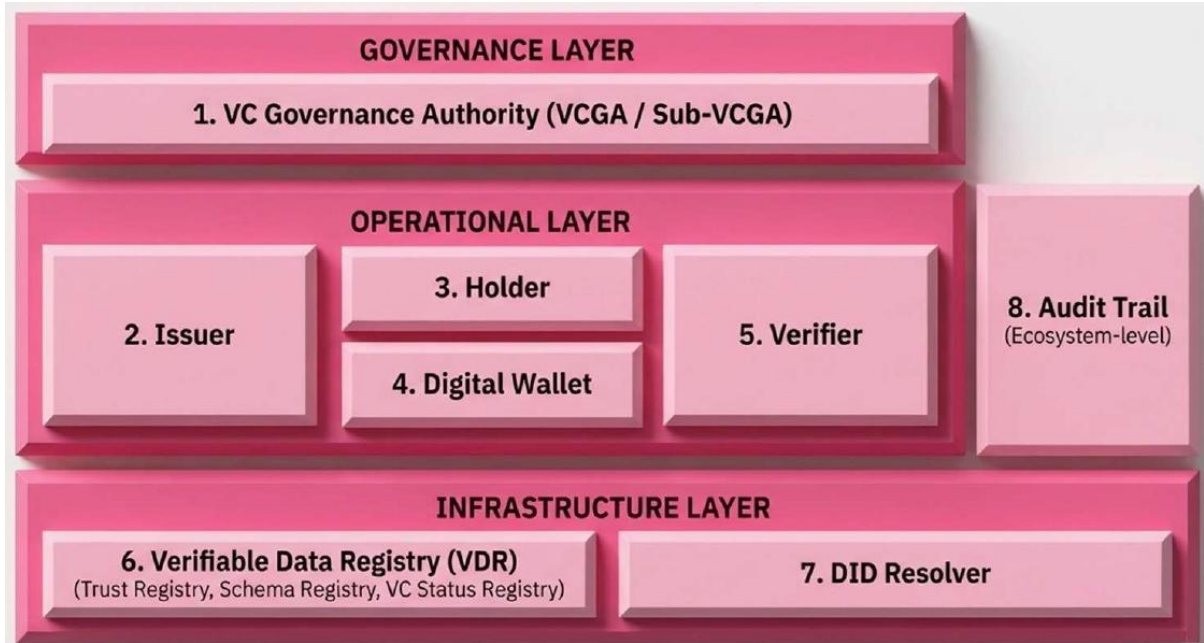 GOVERNANCE LAYER
1. VC Governance Authority (VCGA / Sub-VCGA)
OPERATIONAL LAYER
2. Issuer
3. Holder
4. Digital Wallet
5. Verifier
8. Audit Trail
(Ecosystem-level)
INFRASTRUCTURE LAYER
6. Verifiable Data Registry (VDR)
(Trust Registry, Schema Registry, VC Status Registry)
7. DID Resolver